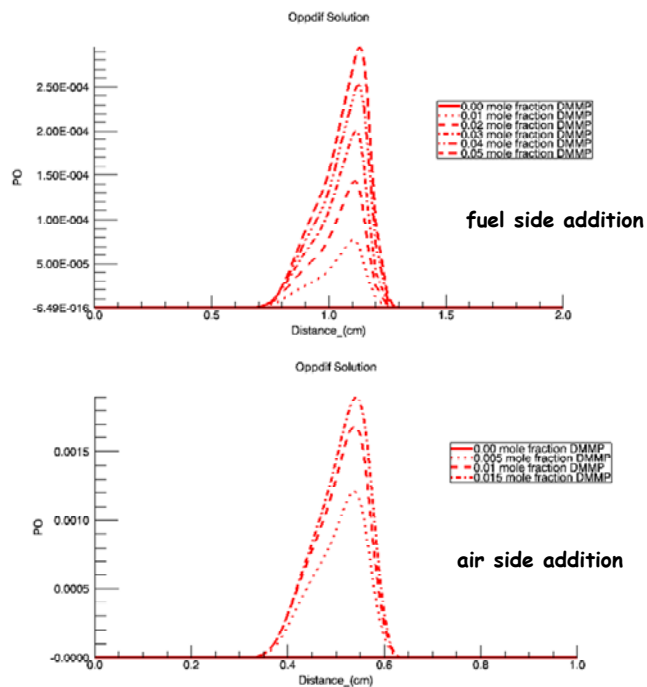 Oppdif Solution
2.50E-004
2.00E-004
1.50E-004
1.00E-004
5.00E-005
-6.49E-016
PO
0.0 0.5 1.0 1.5 2.0
Distance_(cm)
0.00 mole fraction DMMP
0.01 mole fraction DMMP
0.02 mole fraction DMMP
0.03 mole fraction DMMP
0.04 mole fraction DMMP
0.05 mole fraction DMMP
fuel side addition
Oppdif Solution
0.0015
0.0010
0.0005
-0.0000
PO
0.0 0.2 0.4 0.6 0.8 1.0
Distance_(cm)
0.00 mole fraction DMMP
0.005 mole fraction DMMP
0.01 mole fraction DMMP
0.015 mole fraction DMMP
air side addition